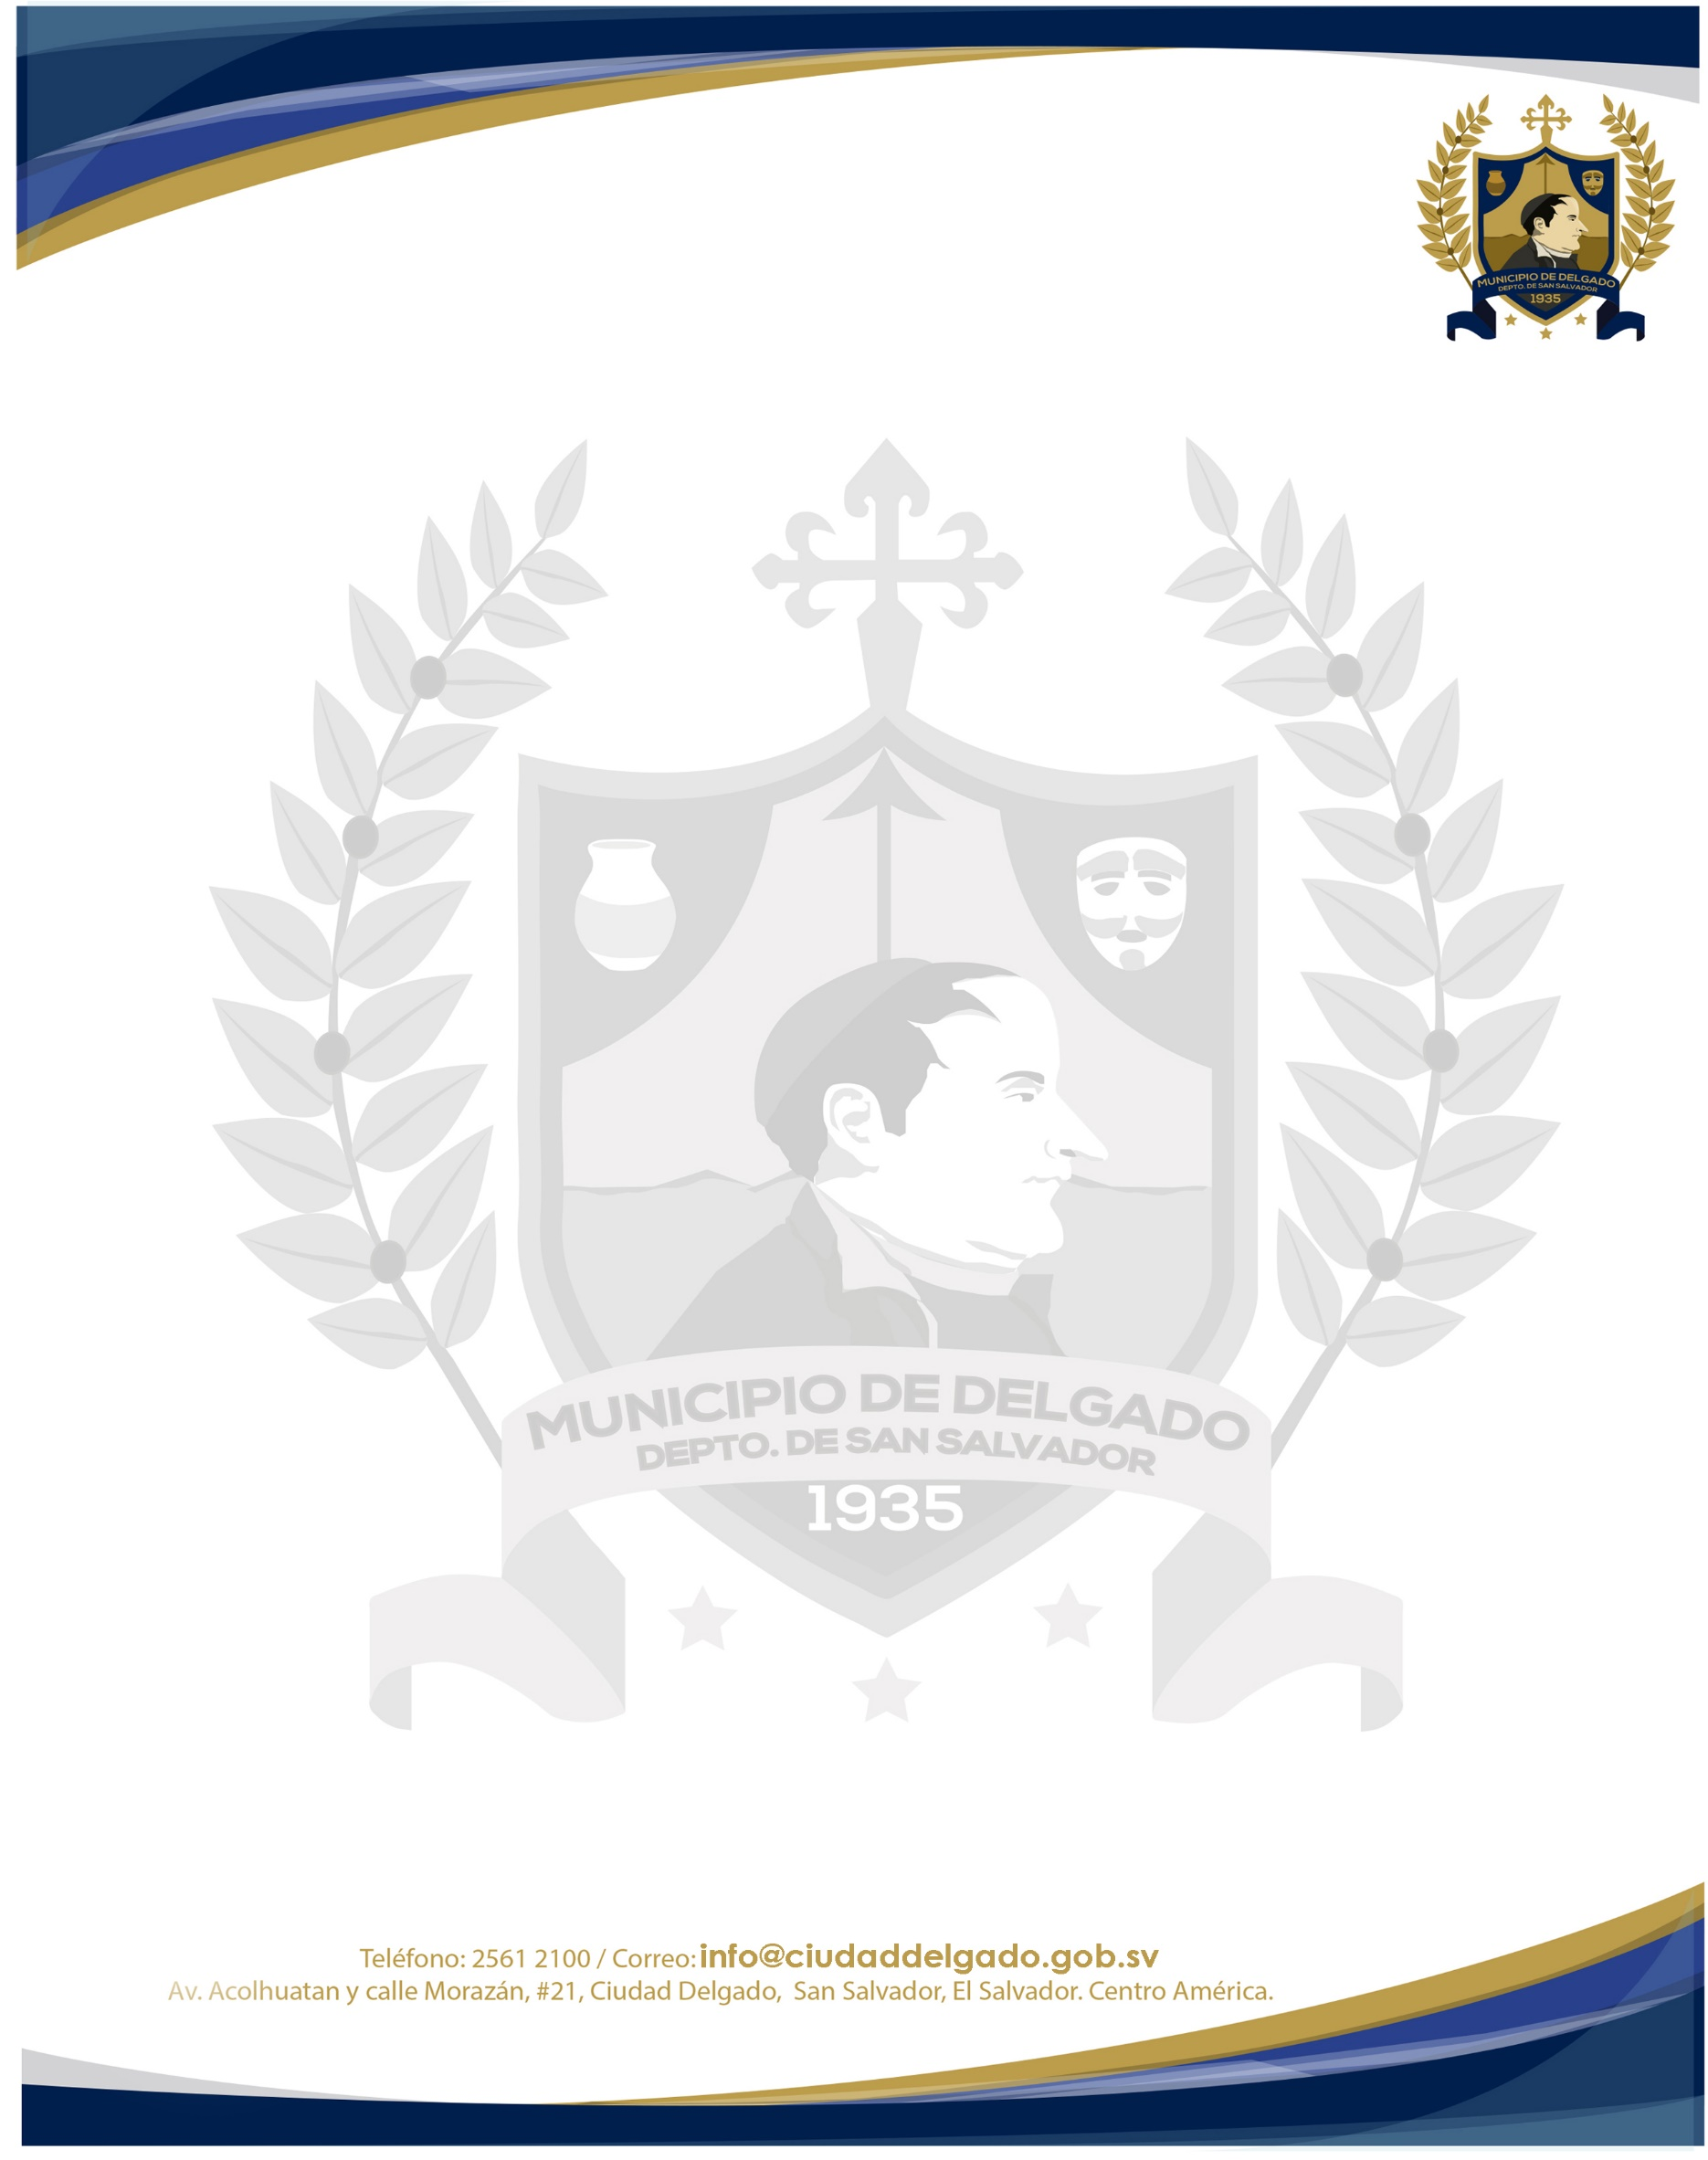 MUNICIPIO DE DELGADO
DEPTO. DE SAN SALVADOR
1935
MUNICIPIO DE DELGADO
DEPTO. DE SAN SALVADOR
1935
Teléfono: 2561 2100 / Correo: info@ciudaddelgado.gob.sv
Av. Acolhuatan y calle Morazán, #21, Ciudad Delgado, San Salvador, El Salvador. Centro América.